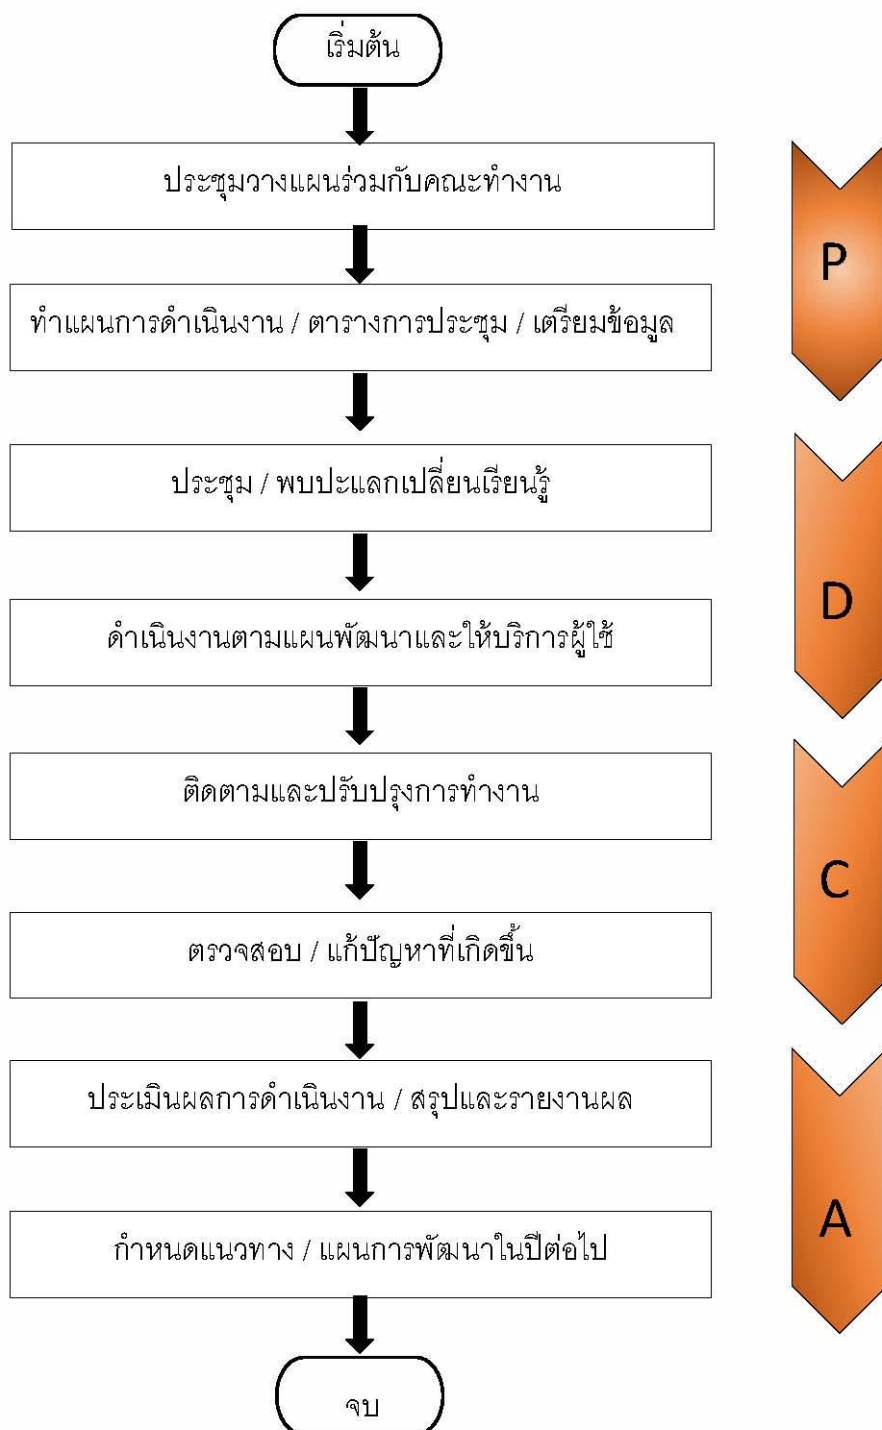 เริ่มต้น
ประชุมวางแผนร่วมกับคณะทำงาน
P
ทำแผนการดำเนินงาน / ตารางการประชุม / เตรียมข้อมูล
ประชุม / พบปะแลกเปลี่ยนเรียนรู้
D
ดำเนินงานตามแผนพัฒนาและให้บริการผู้ใช้
ติดตามและปรับปรุงการทำงาน
C
ตรวจสอบ / แก้ปัญหาที่เกิดขึ้น
ประเมินผลการดำเนินงาน / สรุปและรายงานผล
A
กำหนดแนวทาง / แผนการพัฒนาในปีต่อไป
จบ